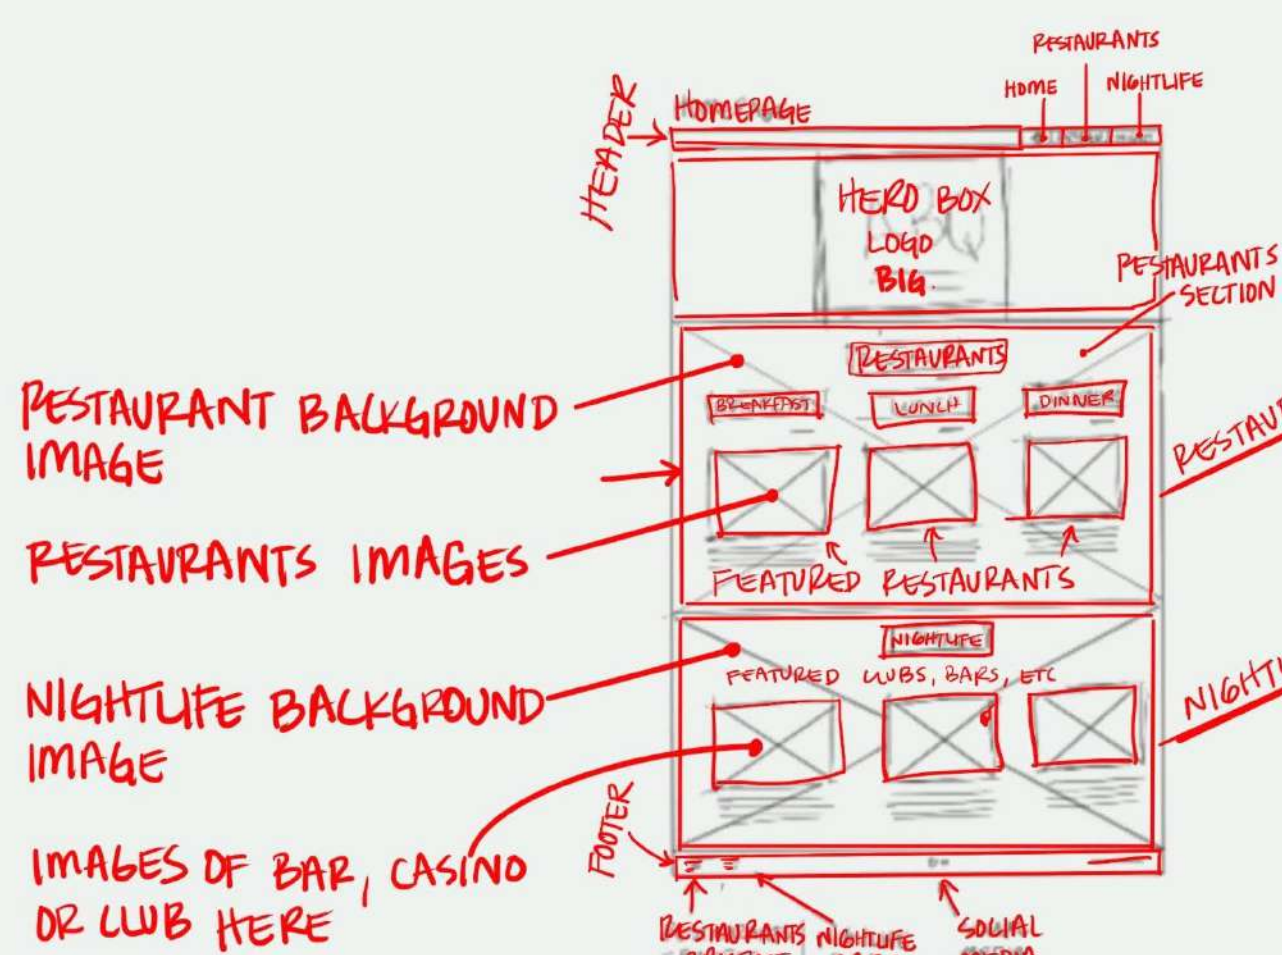 RESTAURANTS
HOME
NIGHTLIFE
HOMEPAGE
HEADER
HERO BOX
LOGO
BIG.
RESTAURANTS
SECTION
RESTAURANTS
BREAKFAST
LUNCH
DINNER
RESTAURANT BACKGROUND
IMAGE
RESTAURANTS IMAGES
FEATURED RESTAURANTS
NIGHTLIFE
FEATURED CLUBS, BARS, ETC
NIGHTLIFE BACKGROUND
IMAGE
IMAGES OF BAR, CASINO
OR CLUB HERE
FOOTER
RESTAURANTS
NIGHTLIFE
SOCIAL